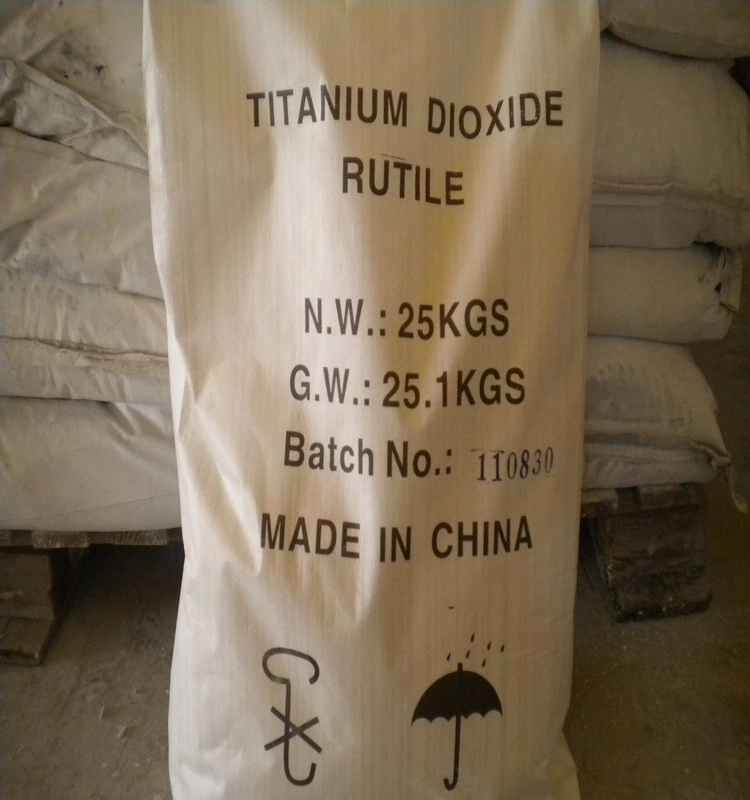 TITANIUM DIOXIDE
RUTILE
N.W.: 25KGS
G.W.: 25.1KGS
Batch No.: 110830
MADE IN CHINA